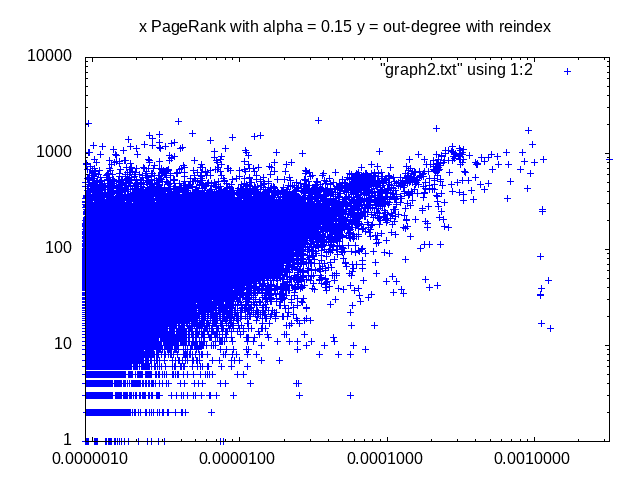 x PageRank with alpha = 0.15 y = out-degree with reindex
10000
"graph2.txt" using 1:2
1000
100
10
1
0.0000010 0.0000100 0.0001000 0.0010000